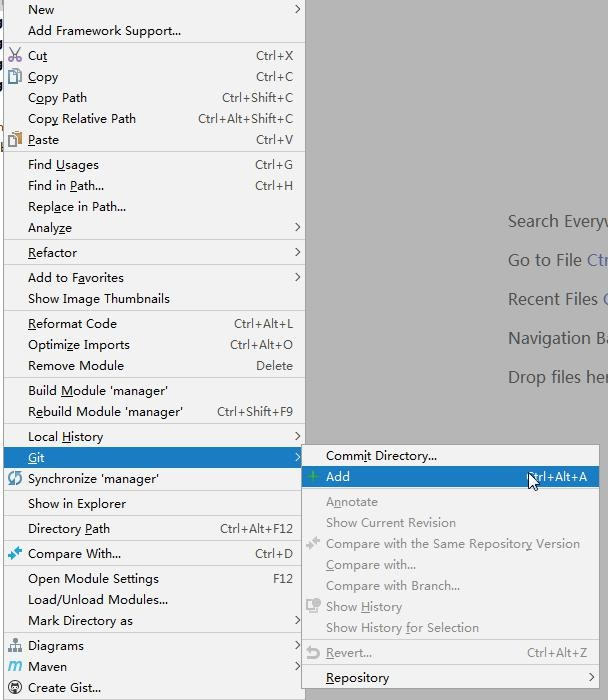 New
Add Framework Support...
Cut Ctrl+X
Copy Ctrl+C
Copy Path Ctrl+Shift+C
Copy Relative Path Ctrl+Alt+Shift+C
Paste Ctrl+V
Find Usages Ctrl+G
Find in Path... Ctrl+H
Replace in Path...
Analyze
Refactor
Add to Favorites
Show Image Thumbnails
Reformat Code Ctrl+Alt+L
Optimize Imports Ctrl+Alt+O
Remove Module Delete
Build Module 'manager'
Rebuild Module 'manager' Ctrl+Shift+F9
Local History
Git
Synchronize 'manager'
Show in Explorer
Directory Path Ctrl+Alt+F12
Compare With... Ctrl+D
Open Module Settings F12
Load/Unload Modules...
Mark Directory as
Diagrams
Maven
Create Gist...
Commit Directory...
Add Ctrl+Alt+A
Annotate
Show Current Revision
Compare with the Same Repository Version
Compare with...
Compare with Branch...
Show History
Show History for Selection
Revert... Ctrl+Alt+Z
Repository
Search Everyw
Go to File Ctr
Recent Files C
Navigation Ba
Drop files her